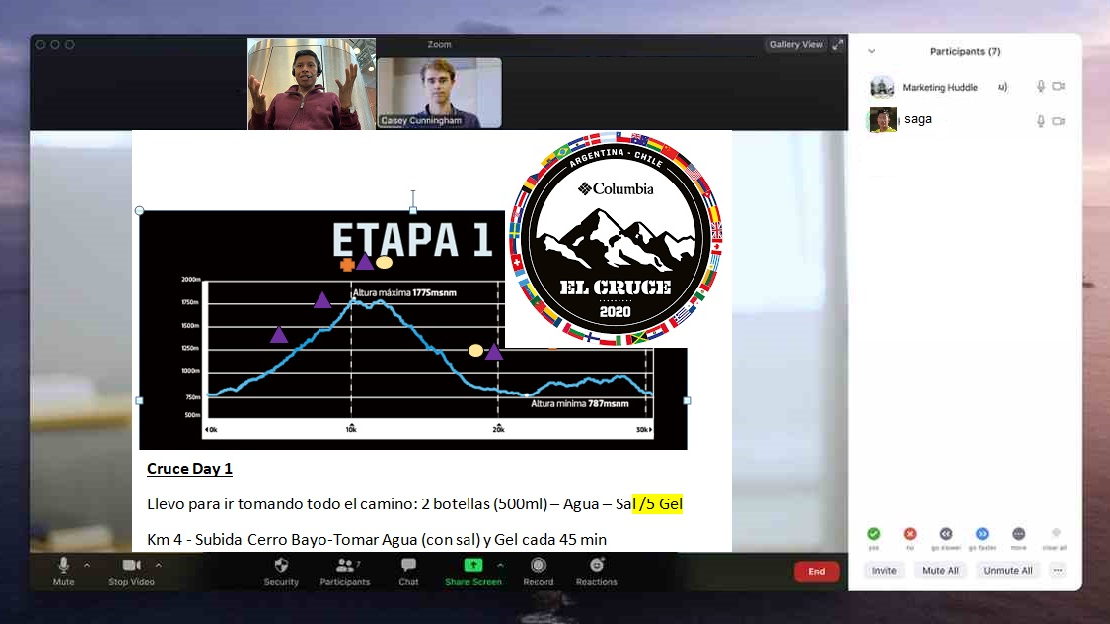 Zoom
Gallery View
Casey Cunningham
Participants (7)
Marketing Huddle
saga
ARGENTINA - CHILE
Columbia
EL CRUCE
2020
ETAPA 1
2000m
Altura máxima 1775msnm
1750m
1500m
1250m
1000m
750m
Altura mínima 787msnm
500m
0k
10k
20k
30k
Cruce Day 1
Llevo para ir tomando todo el camino: 2 botellas (500ml) – Agua – Sal /5 Gel
Km 4 - Subida Cerro Bayo-Tomar Agua (con sal) y Gel cada 45 min
yes
no
go slower
go faster
more
clear all
Invite
Mute All
Unmute All
Mute
Stop Video
Security
Participants
7
Chat
Share Screen
Record
Reactions
End